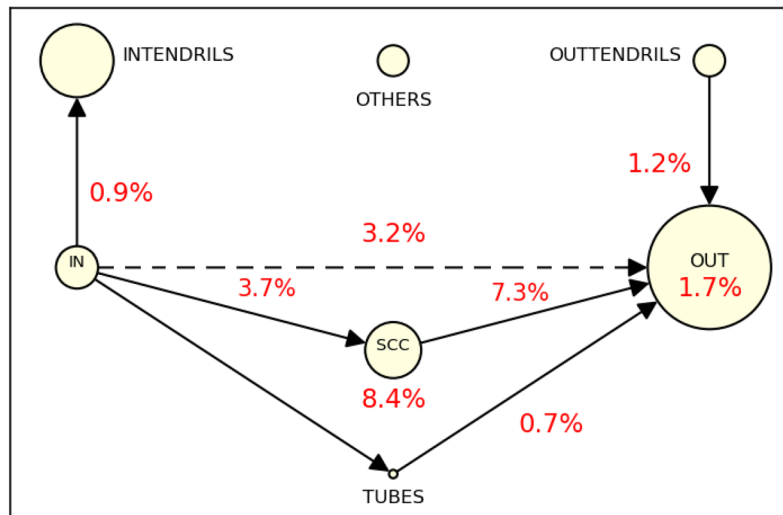 INTENDRILS
OTHERS
OUTTENDRILS
0.9%
1.2%
3.2%
IN
OUT
1.7%
3.7%
7.3%
SCC
8.4%
0.7%
TUBES